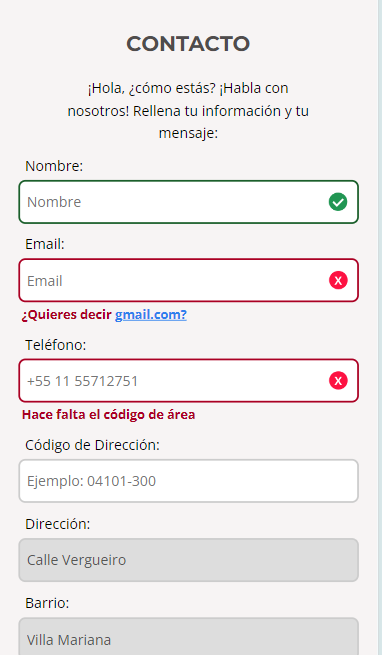 CONTACTO
¡Hola, ¿cómo estás? ¡Habla con
nosotros! Rellena tu información y tu
mensaje:
Nombre:
Nombre
Email:
Email
X
¿Quieres decir gmail.com?
Teléfono:
+55 11 55712751
X
Hace falta el código de área
Código de Dirección:
Ejemplo: 04101-300
Dirección:
Calle Vergueiro
Barrio:
Villa Mariana